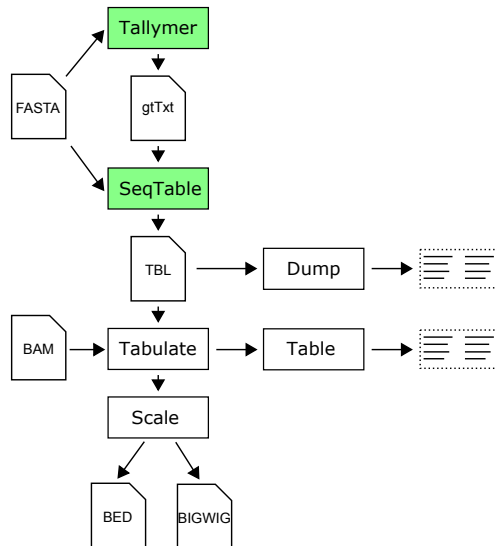 Tallymer
FASTA
gtTxt
SeqTable
TBL
Dump
BAM
Tabulate
Table
Scale
BED
BIGWIG